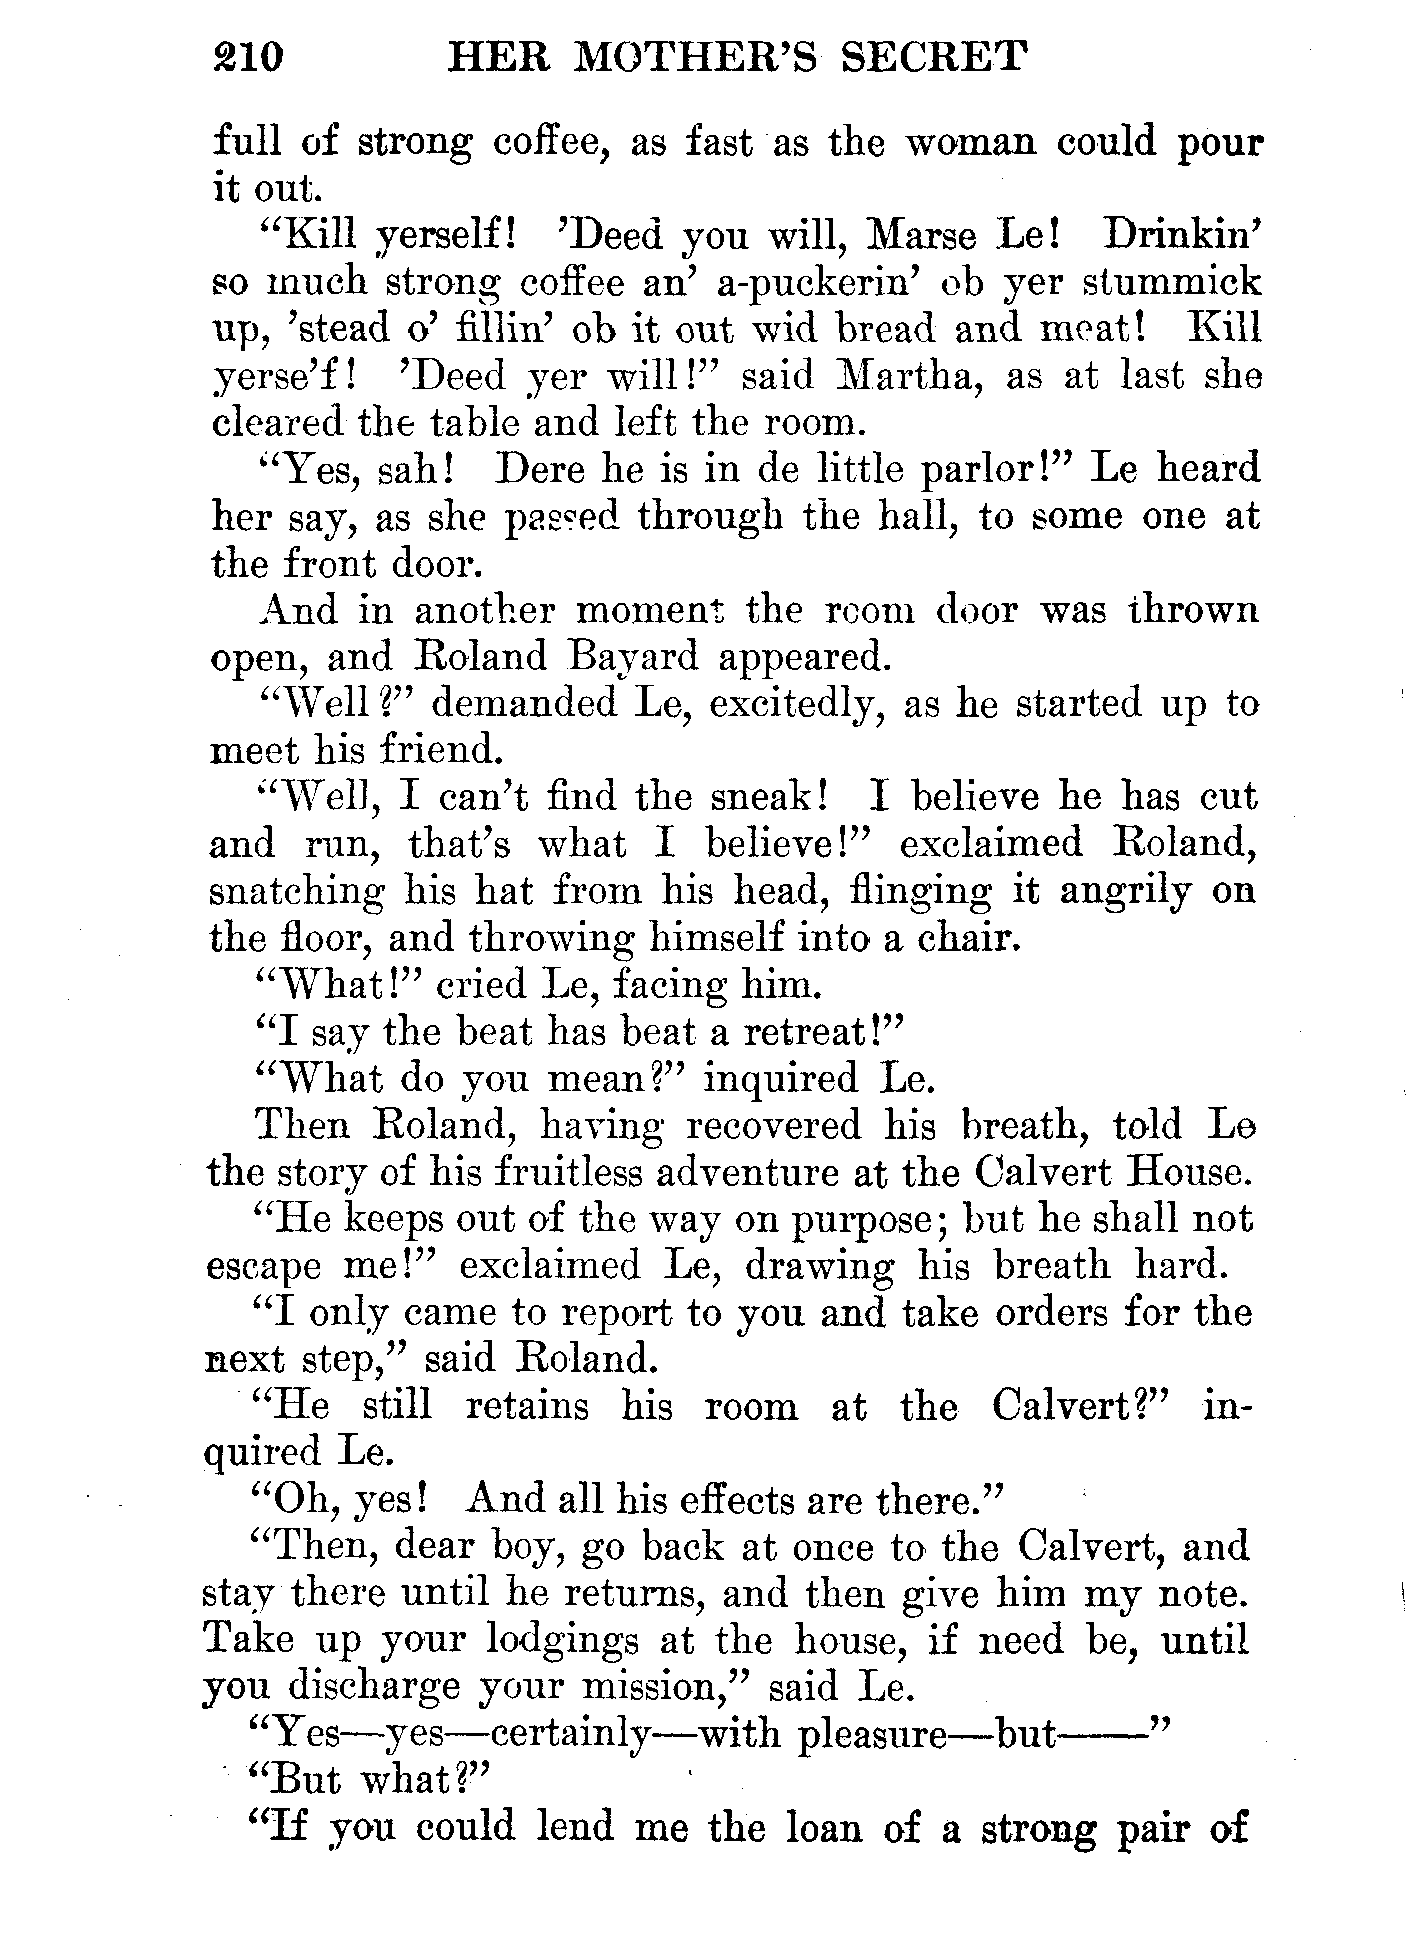 210 HER MOTHER'S SECRET
full of strong coffee, as fast as the woman could pour
it out.
“Kill yerself! ’Deed you will, Marse Le! Drinkin’
so much strong coffee an’ a-puckerin’ ob yer stummick
up, ’stead o’ fillin’ ob it out wid bread and meat! Kill
yerse’f! ’Deed yer will!” said Martha, as at last she
cleared the table and left the room.
“Yes, sah! Dere he is in de little parlor!” Le heard
her say, as she passed through the hall, to some one at
the front door.
And in another moment the room door was thrown
open, and Roland Bayard appeared.
“Well?” demanded Le, excitedly, as he started up to
meet his friend.
“Well, I can’t find the sneak! I believe he has cut
and run, that’s what I believe!” exclaimed Roland,
snatching his hat from his head, flinging it angrily on
the floor, and throwing himself into a chair.
“What!” cried Le, facing him.
“I say the beat has beat a retreat!”
“What do you mean?” inquired Le.
Then Roland, having recovered his breath, told Le
the story of his fruitless adventure at the Calvert House.
“He keeps out of the way on purpose; but he shall not
escape me!” exclaimed Le, drawing his breath hard.
“I only came to report to you and take orders for the
next step,” said Roland.
“He still retains his room at the Calvert?” in-
quired Le.
“Oh, yes! And all his effects are there.”
“Then, dear boy, go back at once to the Calvert, and
stay there until he returns, and then give him my note.
Take up your lodgings at the house, if need be, until
you discharge your mission,” said Le.
“Yes—yes—certainly—with pleasure—but——”
“But what?”
“If you could lend me the loan of a strong pair of